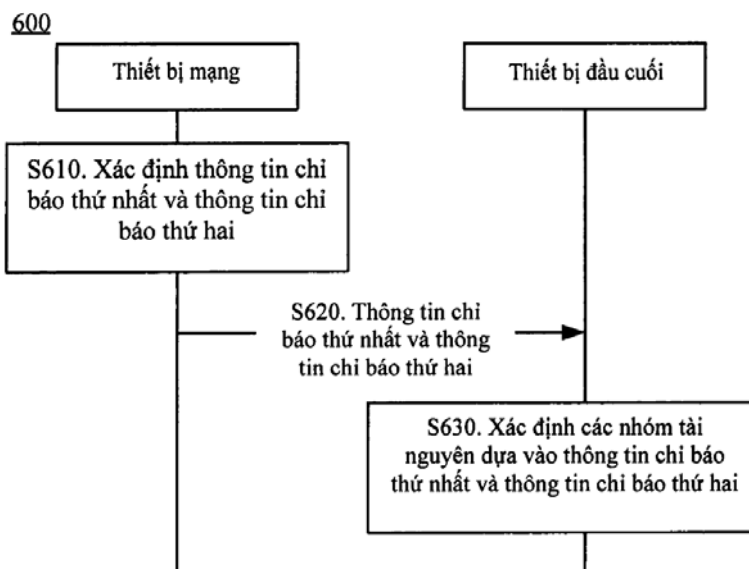 600
Thiết bị mạng
Thiết bị đầu cuối
S610. Xác định thông tin chỉ
báo thứ nhất và thông tin chỉ
báo thứ hai
S620. Thông tin chỉ
báo thứ nhất và thông
tin chỉ báo thứ hai
S630. Xác định các nhóm tài
nguyên dựa vào thông tin chỉ báo
thứ nhất và thông tin chỉ báo thứ hai